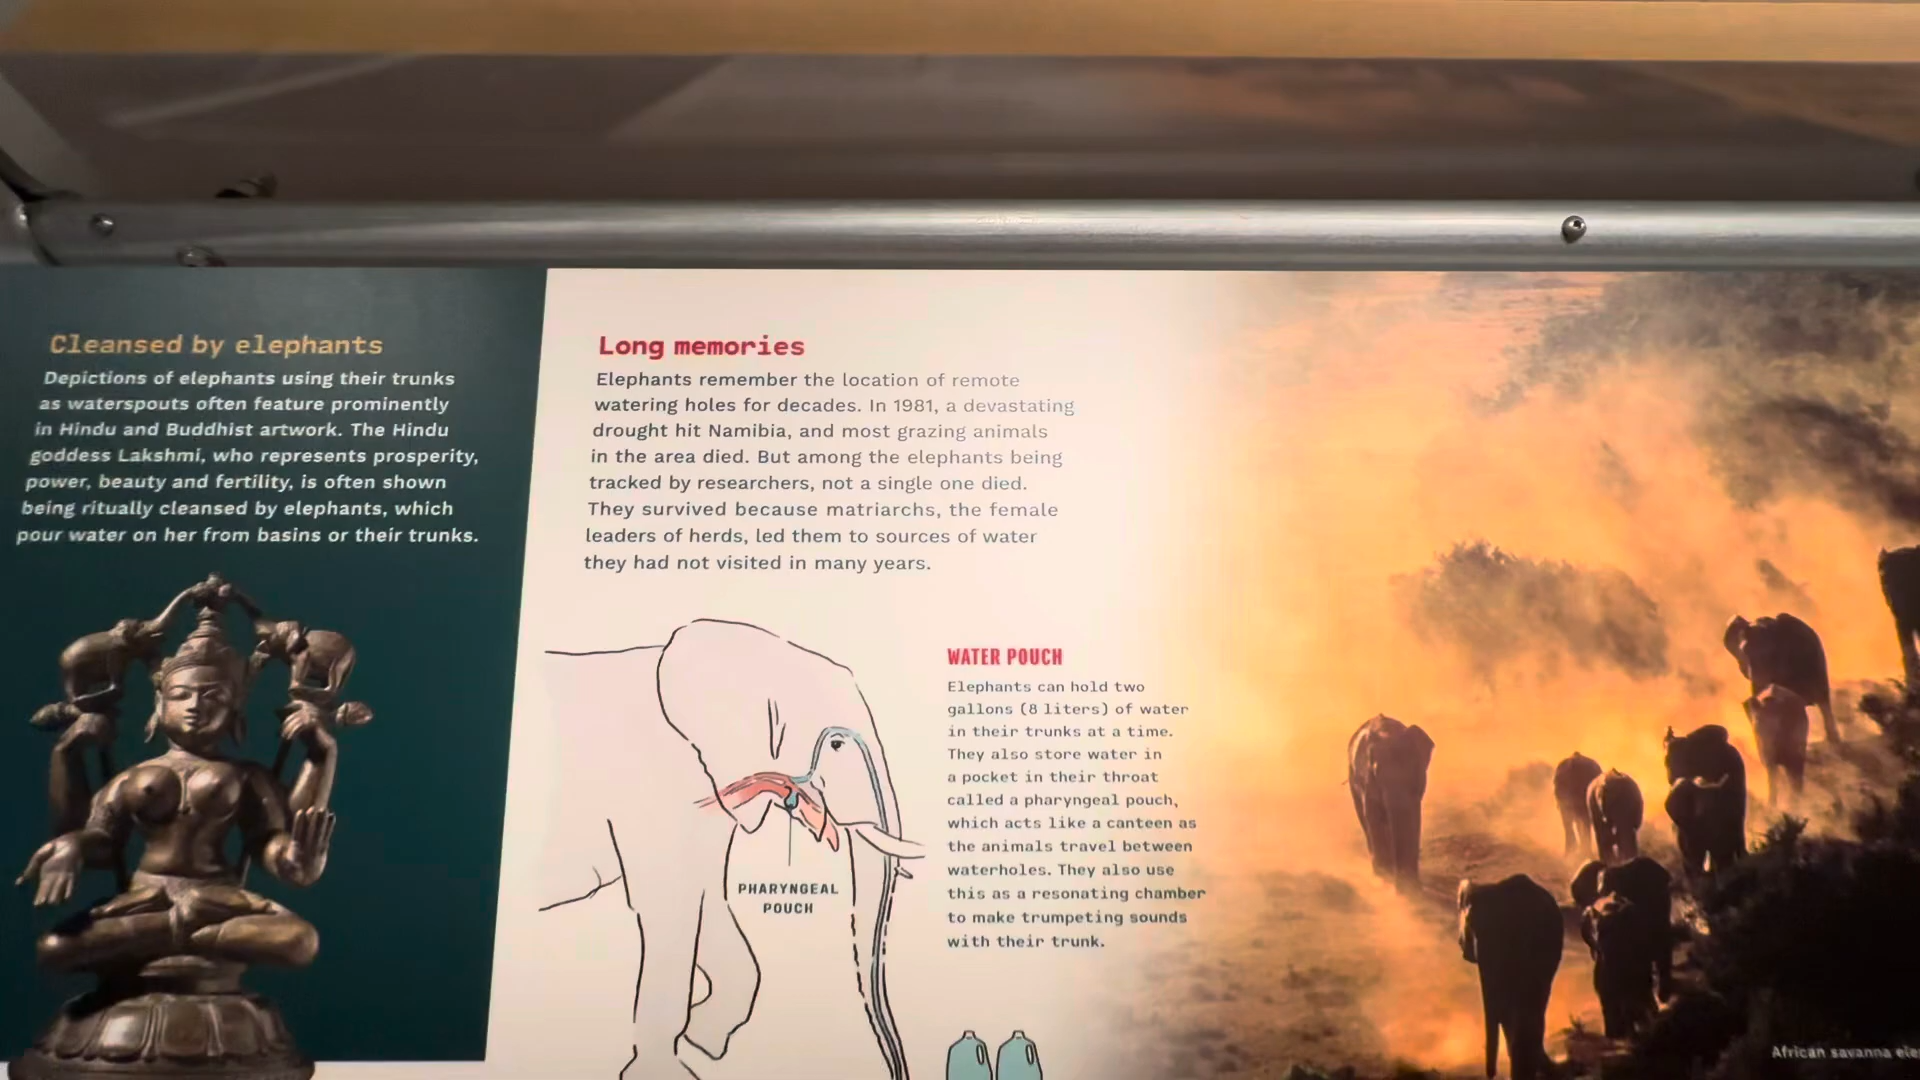 Cleansed by elephants
Depictions of elephants using their trunks
as waterspouts often feature prominently
in Hindu and Buddhist artwork. The Hindu
goddess Lakshmi, who represents prosperity,
power, beauty and fertility, is often shown
being ritually cleansed by elephants, which
pour water on her from basins or their trunks.
Long memories
Elephants remember the location of remote
watering holes for decades. In 1981, a devastating
drought hit Namibia, and most grazing animals
in the area died. But among the elephants being
tracked by researchers, not a single one died.
They survived because matriarchs, the female
leaders of herds, led them to sources of water
they had not visited in many years.
PHARYNGEAL
POUCH
WATER POUCH
Elephants can hold two
gallons (8 liters) of water
in their trunks at a time.
They also store water in
a pocket in their throat
called a pharyngeal pouch,
which acts like a canteen as
the animals travel between
waterholes. They also use
this as a resonating chamber
to make trumpeting sounds
with their trunk.
African savanna